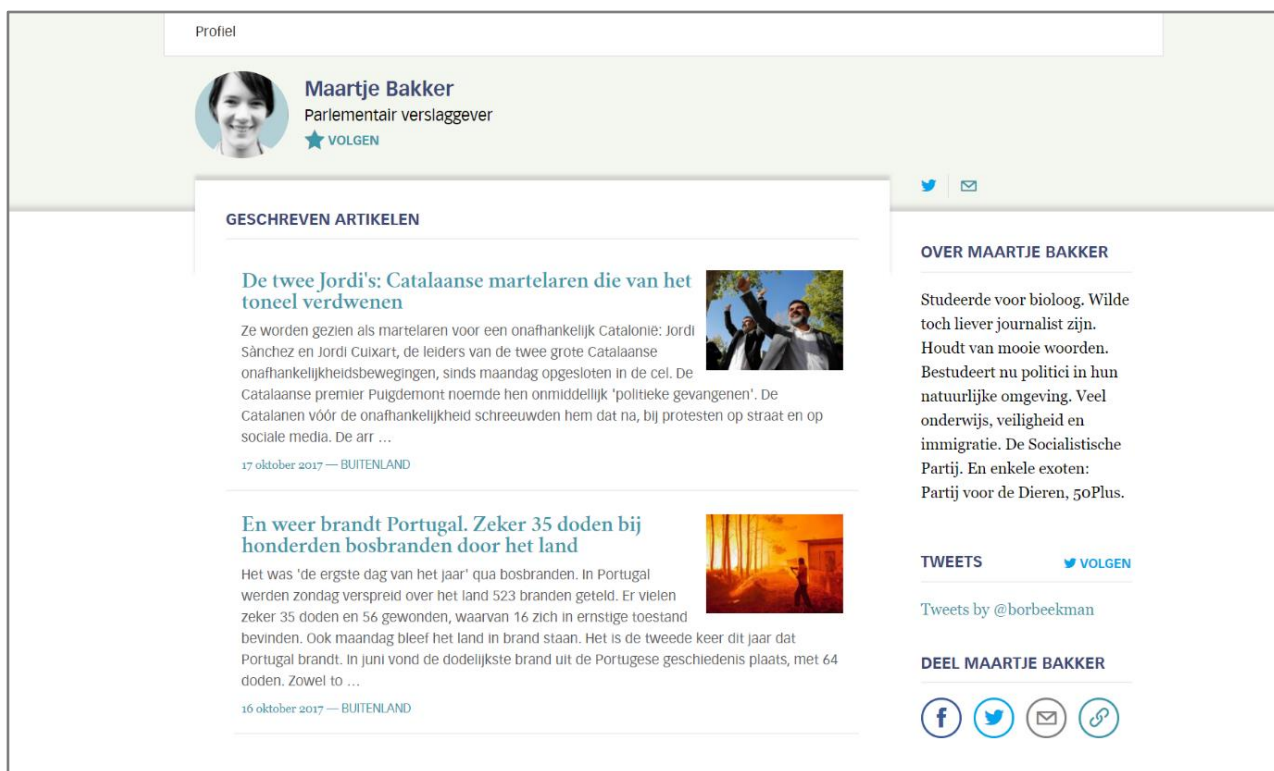 Profiel
Maartje Bakker
Parlementair verslaggever
VOLGEN
GESCHREVEN ARTIKELEN
De twee Jordi's: Catalaanse martelaren die van het
toneel verdwenen
Ze worden gezien als martelaren voor een onafhankelijk Catalonië: Jordi
Sànchez en Jordi Cuixart, de leiders van de twee grote Catalaanse
onafhankelijkheidsbewegingen, sinds maandag opgesloten in de cel. De
Catalaanse premier Puigdemont noemde hen onmiddellijk 'politieke gevangenen'. De
Catalanen vóór de onafhankelijkheid schreeuwden hem dat na, bij protesten op straat en op
sociale media. De arr …
17 oktober 2017 — BUITENLAND
En weer brandt Portugal. Zeker 35 doden bij
honderden bosbranden door het land
Het was 'de ergste dag van het jaar' qua bosbranden. In Portugal
werden zondag verspreid over het land 523 branden geteld. Er vielen
zeker 35 doden en 56 gewonden, waarvan 16 zich in ernstige toestand
bevinden. Ook maandag bleef het land in brand staan. Het is de tweede keer dit jaar dat
Portugal brandt. In juni vond de dodelijkste brand uit de Portugese geschiedenis plaats, met 64
doden. Zowel to …
16 oktober 2017 — BUITENLAND
OVER MAARTJE BAKKER
Studeerde voor bioloog. Wilde
toch liever journalist zijn.
Houdt van mooie woorden.
Bestudeert nu politici in hun
natuurlijke omgeving. Veel
onderwijs, veiligheid en
immigratie. De Socialistische
Partij. En enkele exoten:
Partij voor de Dieren, 50Plus.
TWEETS VOLGEN
Tweets by @borbeekman
DEEL MAARTJE BAKKER